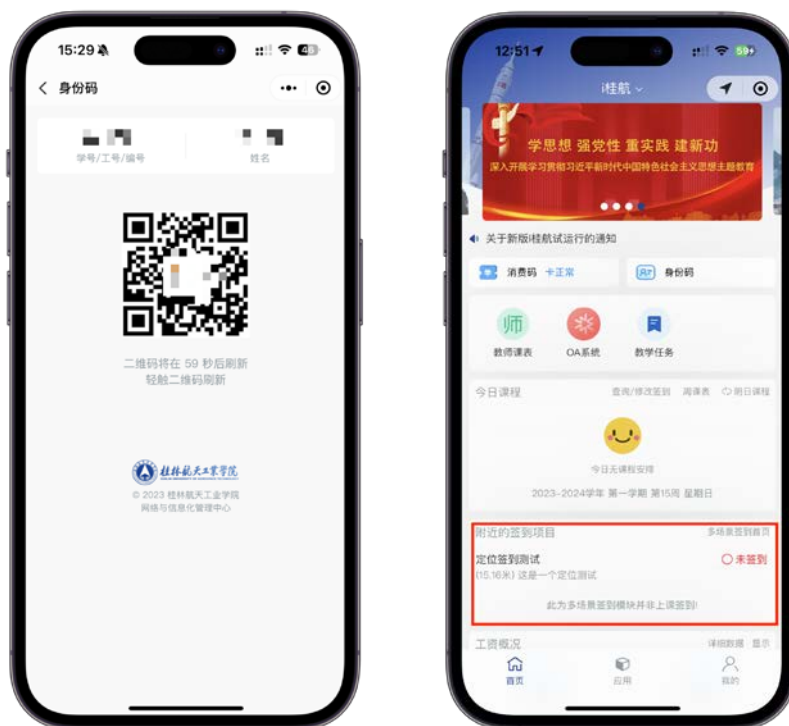 15:29
46
身份码
学号/工号/编号
姓名
二维码将在 59 秒后刷新
轻触二维码刷新
桂林航天工业学院
© 2023 桂林航天工业学院
网络与信息化管理中心
12:51
59
i桂航
学思想 强党性 重实践 建新功
深入开展学习贯彻习近平新时代中国特色社会主义思想主题教育
关于新版i桂航试运行的通知
消费码 卡正常
身份码
师
教师课表
OA系统
教学任务
今日课程
查询/修改签到 周课表 明日课程
今日无课程安排
2023-2024学年 第一学期 第15周 星期日
附近的签到项目
多场景签到首页
定位签到测试
未签到
(15.16米) 这是一个定位测试
此为多场景签到模块并非上课签到!
工资概况
详细数据 显示
首页
应用
我的